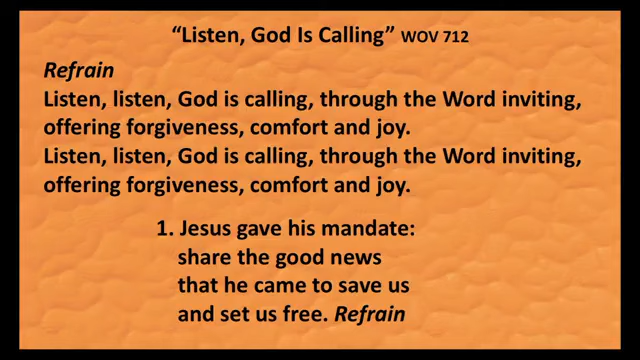 “Listen, God Is Calling” WOV 712
Refrain
Listen, listen, God is calling, through the Word inviting,
offering forgiveness, comfort and joy.
Listen, listen, God is calling, through the Word inviting,
offering forgiveness, comfort and joy.
1. Jesus gave his mandate:
share the good news
that he came to save us
and set us free. Refrain